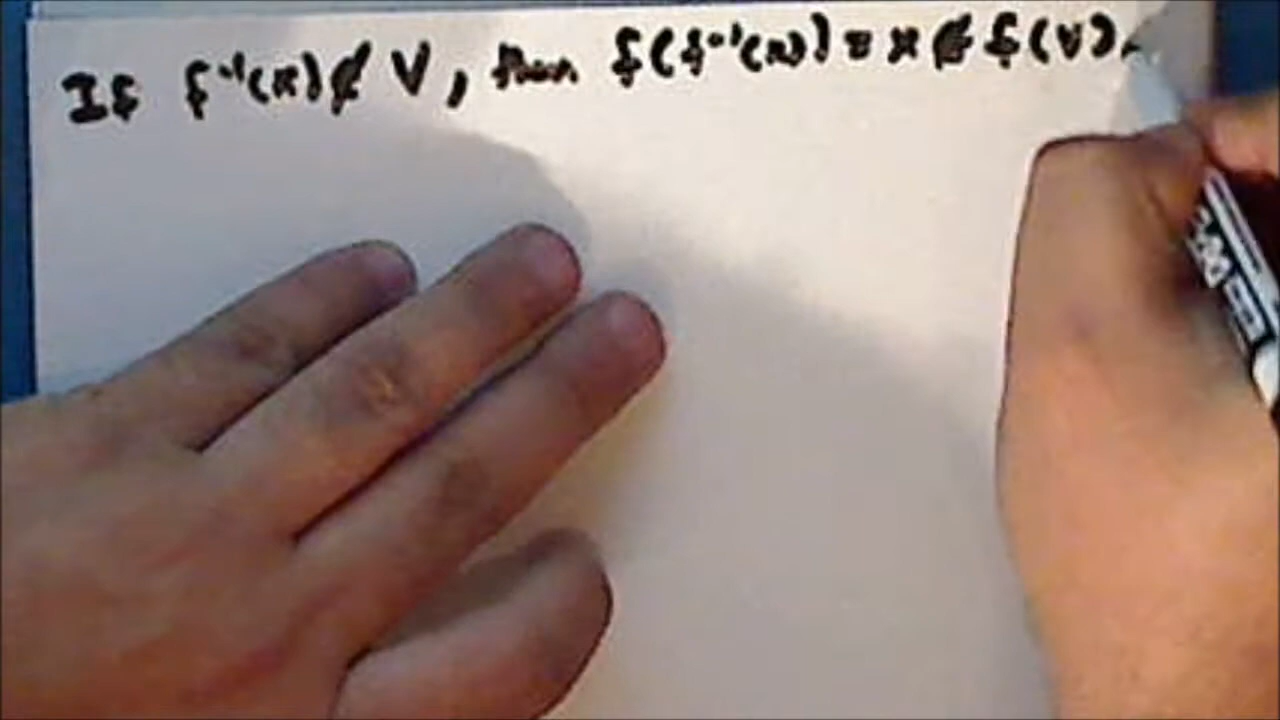 If f⁻¹(x) ∉ V, then f(f⁻¹(x)) = x ∉ f(V).